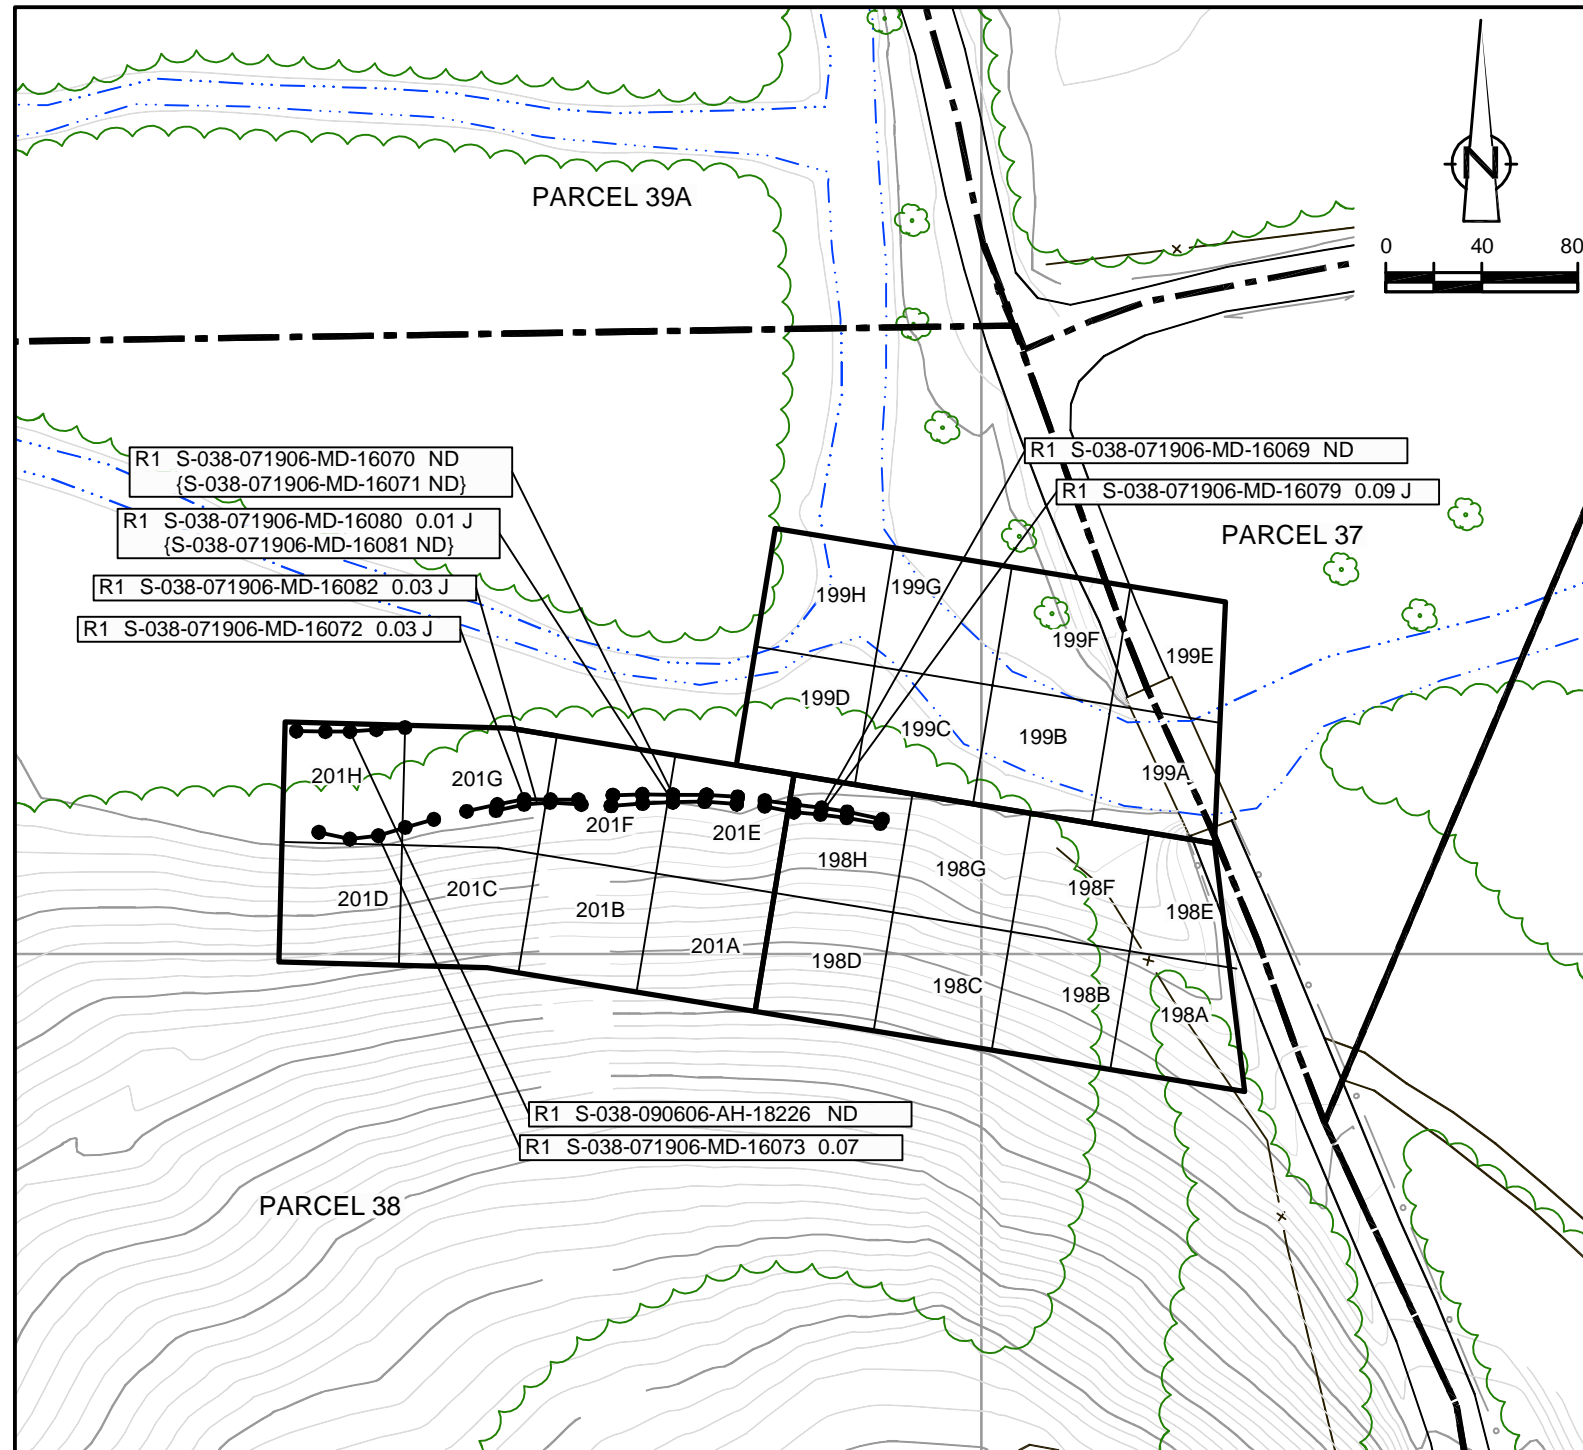 PARCEL 39A
N
0 40 80
R1 S-038-071906-MD-16070 ND
{S-038-071906-MD-16071 ND}
R1 S-038-071906-MD-16080 0.01 J
{S-038-071906-MD-16081 ND}
R1 S-038-071906-MD-16082 0.03 J
R1 S-038-071906-MD-16072 0.03 J
R1 S-038-071906-MD-16069 ND
R1 S-038-071906-MD-16079 0.09 J
PARCEL 37
199H
199G
199F
199E
199D
199C
199B
199A
201H
201G
201F
201E
198H
198G
198F
198E
201D
201C
201B
201A
198D
198C
198B
198A
R1 S-038-090606-AH-18226 ND
R1 S-038-071906-MD-16073 0.07
PARCEL 38